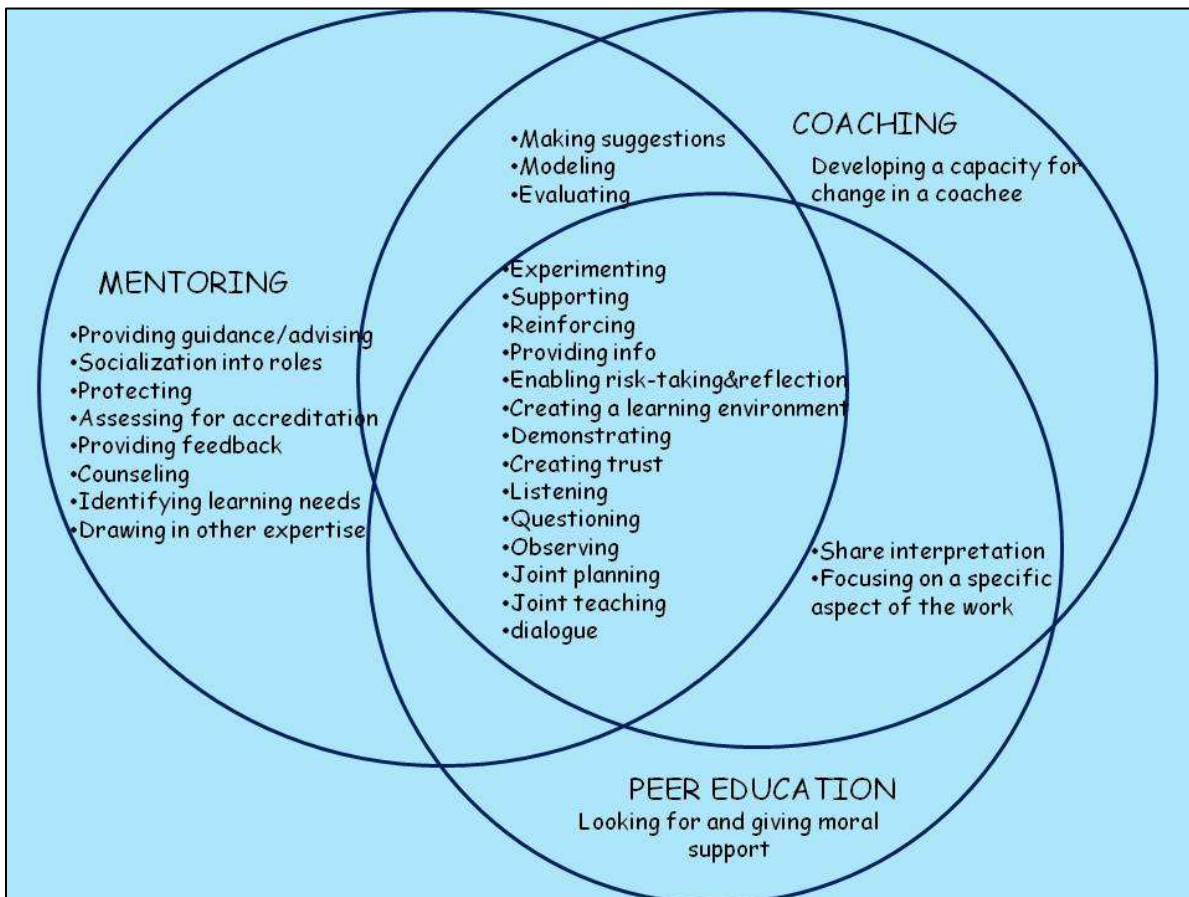 •Making suggestions
•Modeling
•Evaluating
COACHING
Developing a capacity for
change in a coachee
MENTORING
•Providing guidance/advising
•Socialization into roles
•Protecting
•Assessing for accreditation
•Providing feedback
•Counseling
•Identifying learning needs
•Drawing in other expertise
•Experimenting
•Supporting
•Reinforcing
•Providing info
•Enabling risk-taking&reflection
•Creating a learning environment
•Demonstrating
•Creating trust
•Listening
•Questioning
•Observing
•Joint planning
•Joint teaching
•dialogue
•Share interpretation
•Focusing on a specific
aspect of the work
PEER EDUCATION
Looking for and giving moral
support